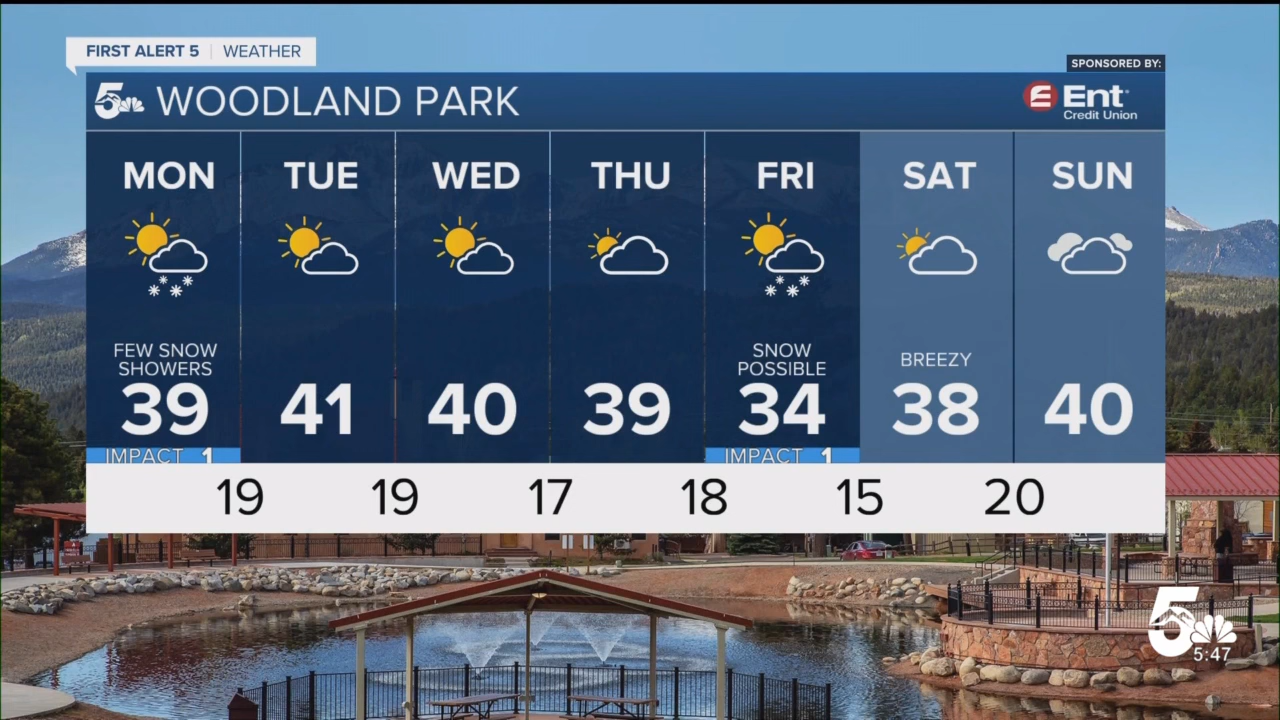 FIRST ALERT 5 | WEATHER
SPONSORED BY:
5 WOODLAND PARK
Ent
Credit Union
MON TUE WED THU FRI SAT SUN
FEW SNOW SHOWERS
SNOW POSSIBLE
BREEZY
39 41 40 39 34 38 40
IMPACT 1 IMPACT 1
19 19 17 18 15 20
5
5:47